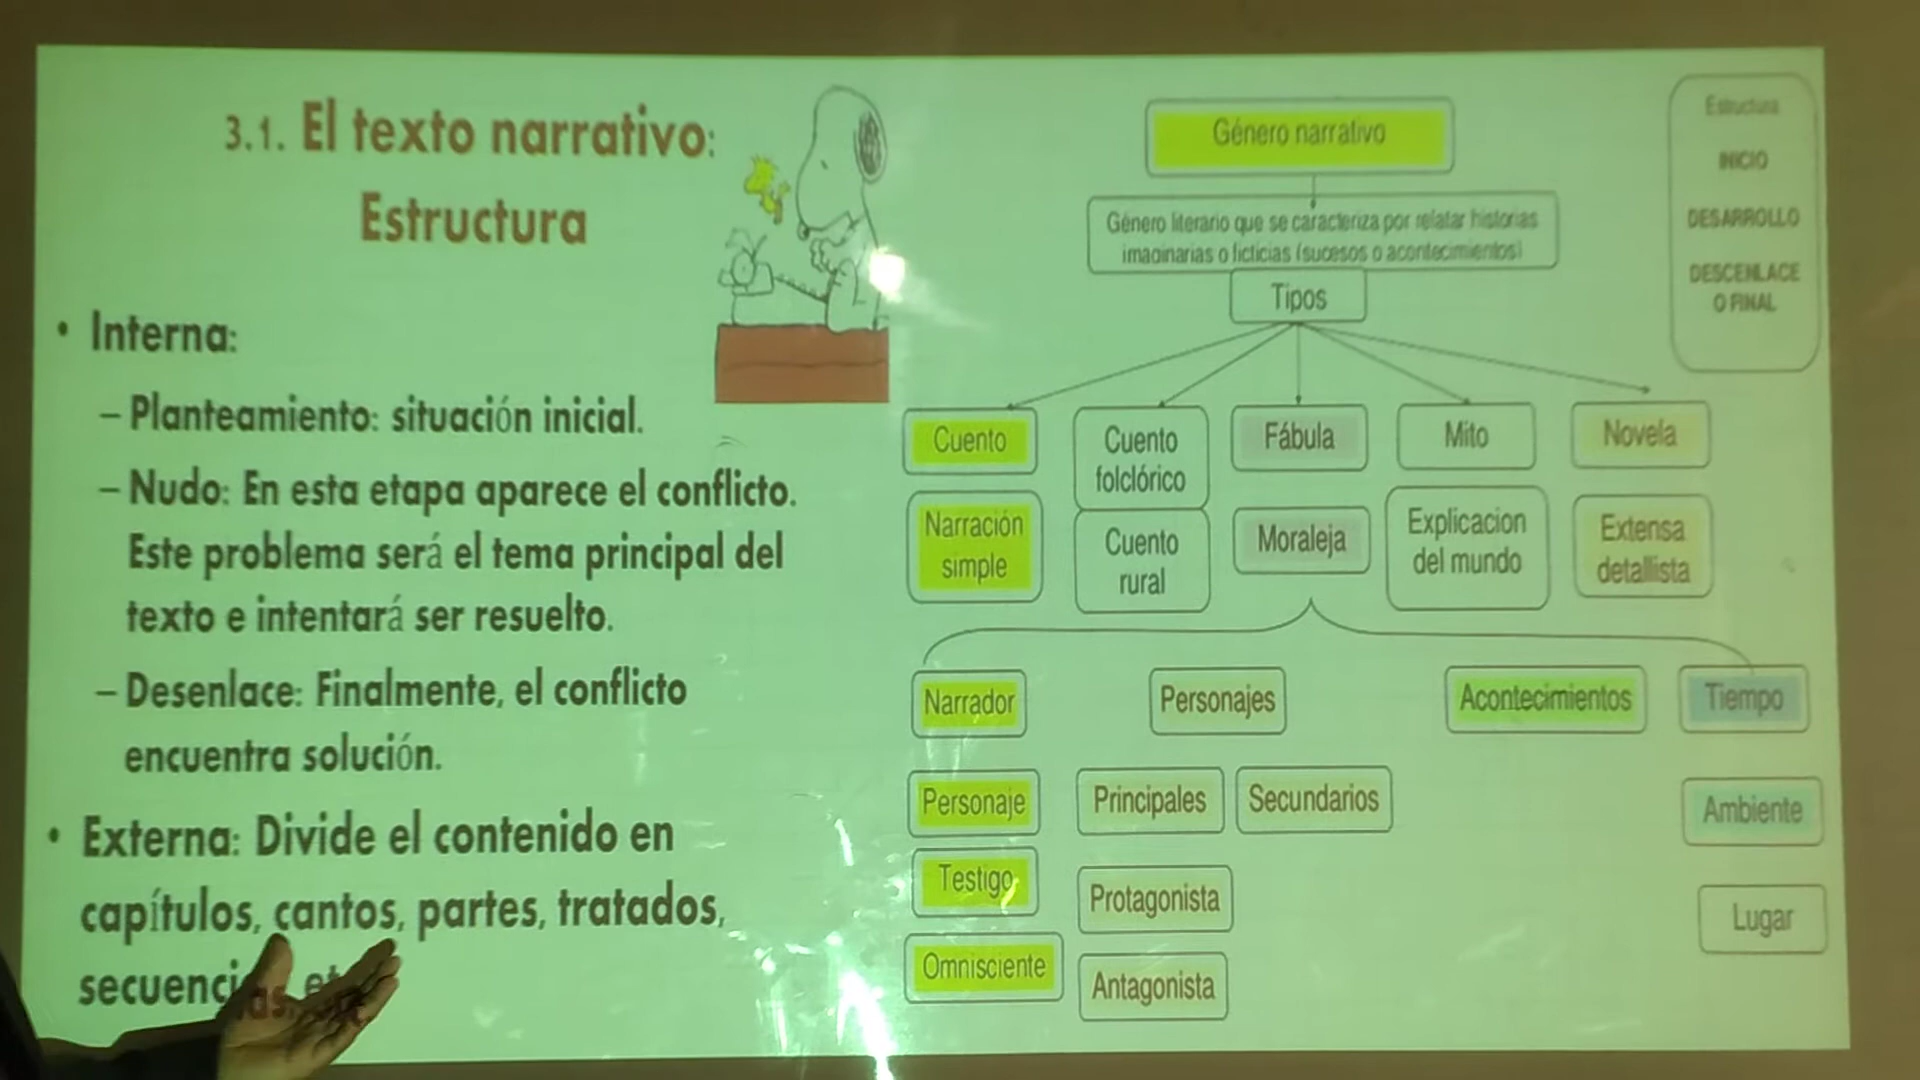 3.1. El texto narrativo:
Estructura
• Interna:
– Planteamiento: situación inicial.
– Nudo: En esta etapa aparece el conflicto.
Este problema será el tema principal del
texto e intentará ser resuelto.
– Desenlace: Finalmente, el conflicto
encuentra solución.
• Externa: Divide el contenido en
capítulos, cantos, partes, tratados,
secuencias, etc.
Género narrativo
Género literario que se caracteriza por relatar historias
imaginarias o ficticias (sucesos o acontecimientos)
Tipos
Cuento
Cuento
folclórico
Fábula
Mito
Novela
Narración
simple
Cuento
rural
Moraleja
Explicacion
del mundo
Extensa
detallista
Narrador
Personajes
Acontecimientos
Tiempo
Personaje
Principales
Secundarios
Ambiente
Testigo
Protagonista
Lugar
Omnisciente
Antagonista
Estructura
INICIO
DESARROLLO
DESCENLACE
O FINAL